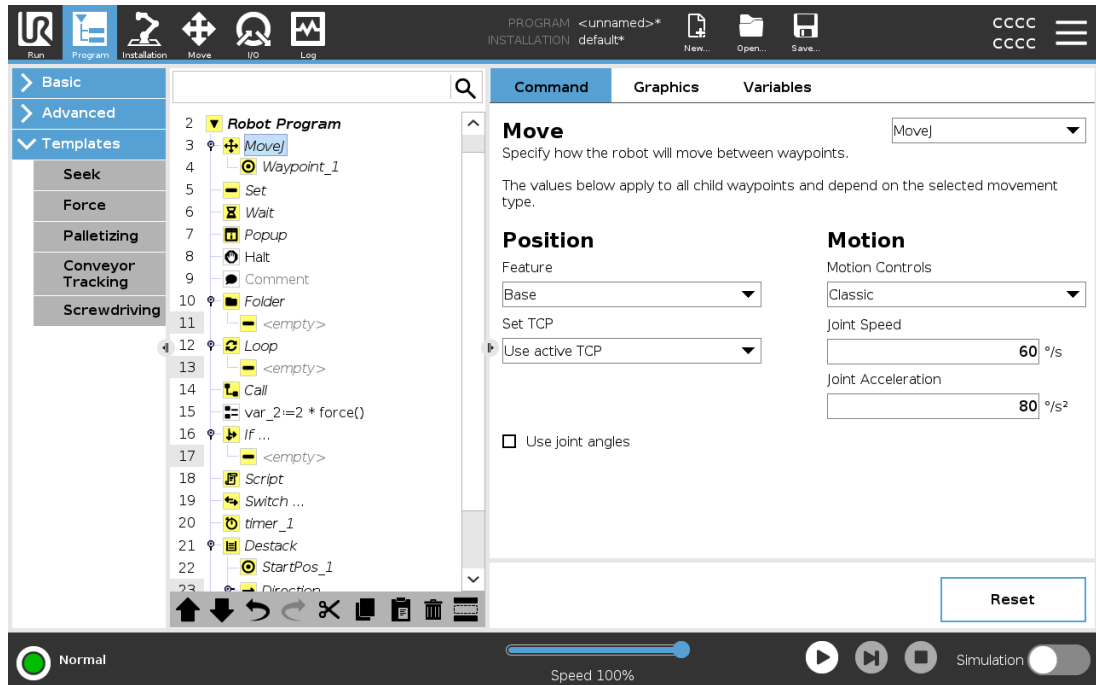 PROGRAM <unnamed>*
INSTALLATION default*
UR
Run
Program
Installation
Move
I/O
Log
New...
Open...
Save...
CCCC
CCCC
Basic
Advanced
Templates
Seek
Force
Palletizing
Conveyor
Tracking
Screwdriving
2 Robot Program
3 MoveJ
4 Waypoint_1
5 Set
6 Wait
7 Popup
8 Halt
9 Comment
10 Folder
11 <empty>
12 Loop
13 <empty>
14 Call
15 var_2≔2 * force()
16 If ...
17 <empty>
18 Script
19 Switch ...
20 timer_1
21 Destack
22 StartPos_1
23 Direction
Command Graphics Variables
Move
MoveJ
Specify how the robot will move between waypoints.
The values below apply to all child waypoints and depend on the selected movement
type.
Position
Feature
Base
Set TCP
Use active TCP
Use joint angles
Motion
Motion Controls
Classic
Joint Speed
60 °/s
Joint Acceleration
80 °/s²
Reset
Normal
Speed 100%
Simulation